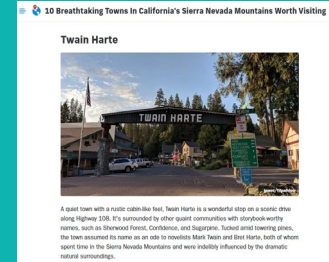 10 Breathtaking Towns In California's Sierra Nevada Mountains Worth Visiting
Twain Harte
TWAIN HARTE
A quiet town with a rustic cabin-like feel, Twain Harte is a wonderful stop on a scenic drive
along Highway 108. It's surrounded by other quaint communities with storybook-worthy
names, such as Sherwood Forest, Confidence, and Sugarpine. Tucked amid towering pines,
the town assumed its name as an ode to novelists Mark Twain and Bret Harte, both of whom
spent time in the Sierra Nevada Mountains and were indelibly influenced by the dramatic
natural surroundings.